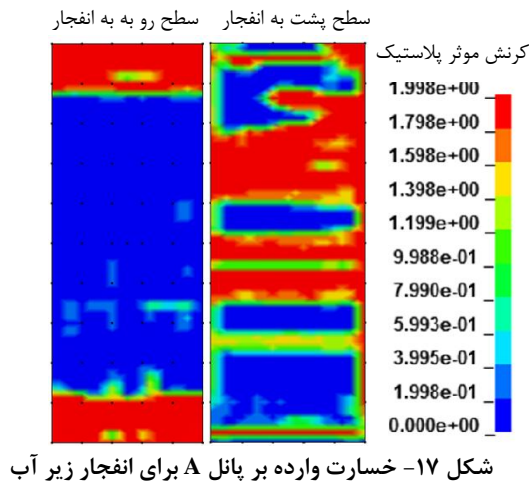 سطح پشت به انفجار
سطح رو به به انفجار
کرنش موثر پلاستیک
1.998e+00
1.798e+00
1.598e+00
1.398e+00
1.199e+00
9.988e-01
7.990e-01
5.993e-01
3.995e-01
1.998e-01
0.000e+00
شکل ۱۷- خسارت وارده بر پانل A برای انفجار زیر آب